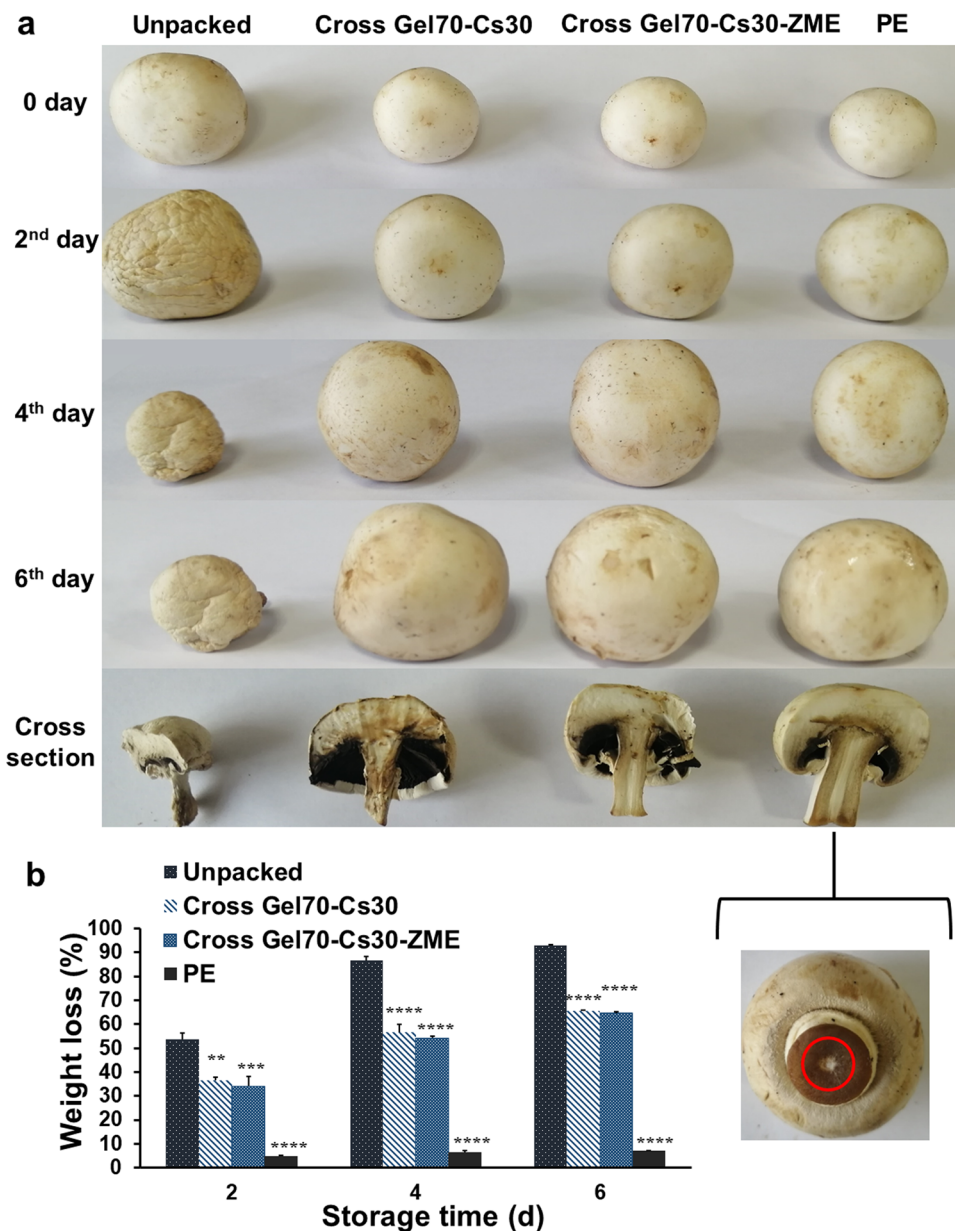 a
Unpacked Cross Gel70-Cs30 Cross Gel70-Cs30-ZME PE
0 day
2nd day
4th day
6th day
Cross
section
b
Unpacked
Cross Gel70-Cs30
Cross Gel70-Cs30-ZME
PE
Weight loss (%)
100
90
80
70
60
50
40
30
20
10
0
** *** ****
**** **** ****
**** **** ****
2 4 6
Storage time (d)